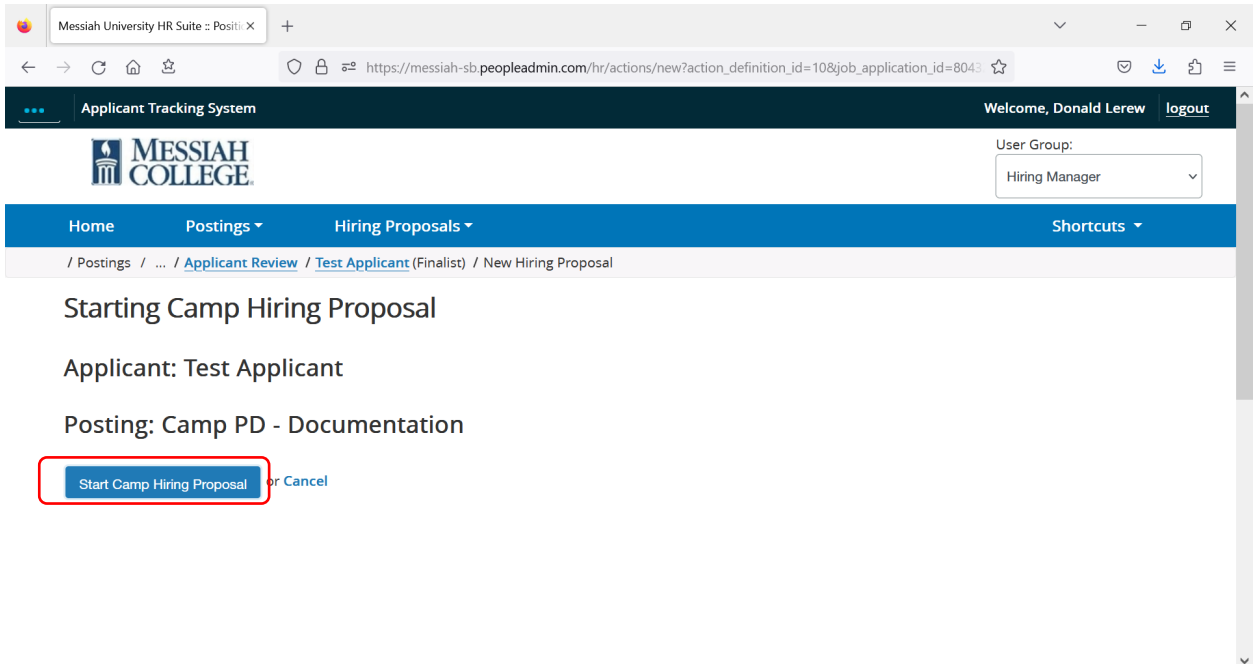 Messiah University HR Suite :: Positi
https://messiah-sb.peopleadmin.com/hr/actions/new?action_definition_id=10&job_application_id=8043
••• Applicant Tracking System Welcome, Donald Lerew logout
MESSIAH
COLLEGE
User Group:
Hiring Manager
Home Postings Hiring Proposals Shortcuts
/ Postings / ... / Applicant Review / Test Applicant (Finalist) / New Hiring Proposal
Starting Camp Hiring Proposal
Applicant: Test Applicant
Posting: Camp PD - Documentation
Start Camp Hiring Proposal or Cancel